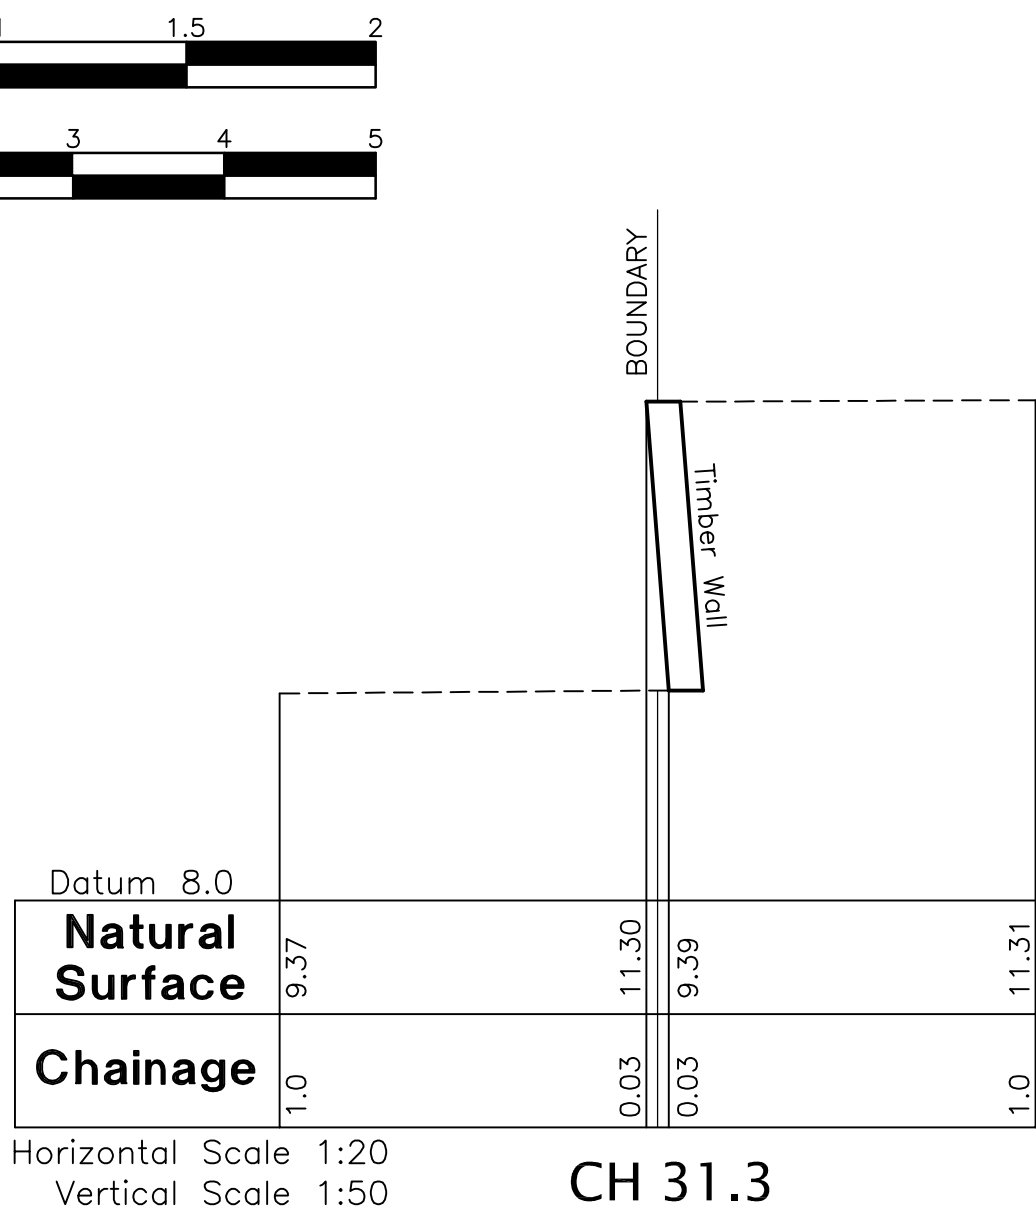 1.5 2
3 4 5
BOUNDARY
Timber Wall
Datum 8.0
Natural
Surface
9.37 11.30 9.39 11.31
Chainage
1.0 0.03 0.03 1.0
Horizontal Scale 1:20
Vertical Scale 1:50
CH 31.3